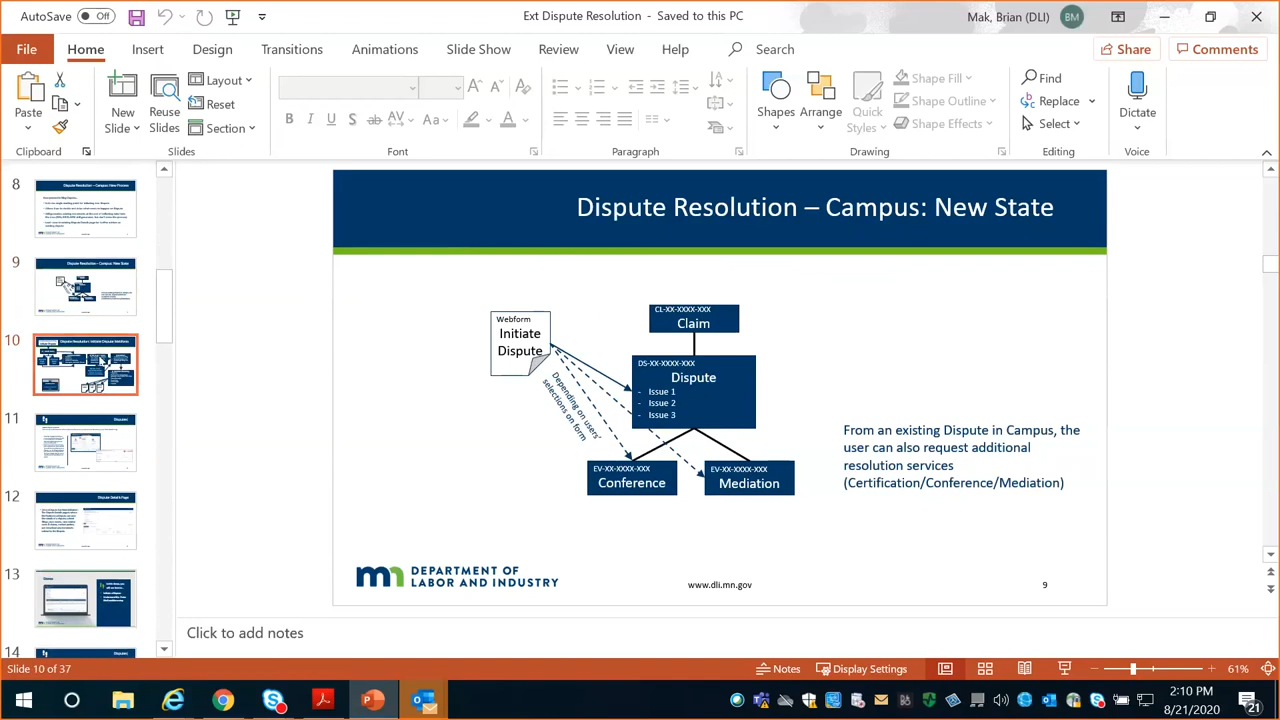 AutoSave Off
Ext Dispute Resolution - Saved to this PC
Mak, Brian (DLI) BM
File Home Insert Design Transitions Animations Slide Show Review View Help Search
Share Comments
Paste
New Slide
Reuse Slides
Layout
Reset
Section
B I U S ab AV Aa A
Shapes
Arrange
Quick Styles
Shape Fill
Shape Outline
Shape Effects
Find
Replace
Select
Dictate
Clipboard Slides Font Paragraph Drawing Editing Voice
8
9
10
11
12
13
14
Dispute Resolution – Campus: New State
Webform
Initiate
Dispute
CL-XX-XXXX-XXX
Claim
DS-XX-XXXX-XXX
Dispute
- Issue 1
- Issue 2
- Issue 3
Depending on users'
selections on form
EV-XX-XXXX-XXX
Conference
EV-XX-XXXX-XXX
Mediation
From an existing Dispute in Campus, the
user can also request additional
resolution services
(Certification/Conference/Mediation)
DEPARTMENT OF
LABOR AND INDUSTRY
www.dli.mn.gov
9
Click to add notes
Slide 10 of 37
Notes Display Settings 61%
2:10 PM
8/21/2020
21